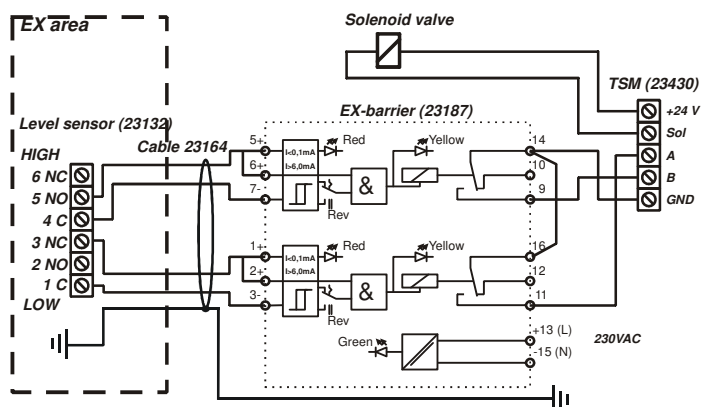 EX area
Solenoid valve
TSM (23430)
EX-barrier (23187)
Level sensor (23132)
Cable 23164
+24 V
Sol
A
B
GND
HIGH
6 NC
5 NO
4 C
3 NC
2 NO
1 C
LOW
5+
6+
7-
I<0,1mA
I>6,0mA
Red
Rev
&
Yellow
14
10
9
1+
2+
3-
I<0,1mA
I>6,0mA
Red
Rev
&
Yellow
16
12
11
Green
+13 (L)
-15 (N)
230VAC